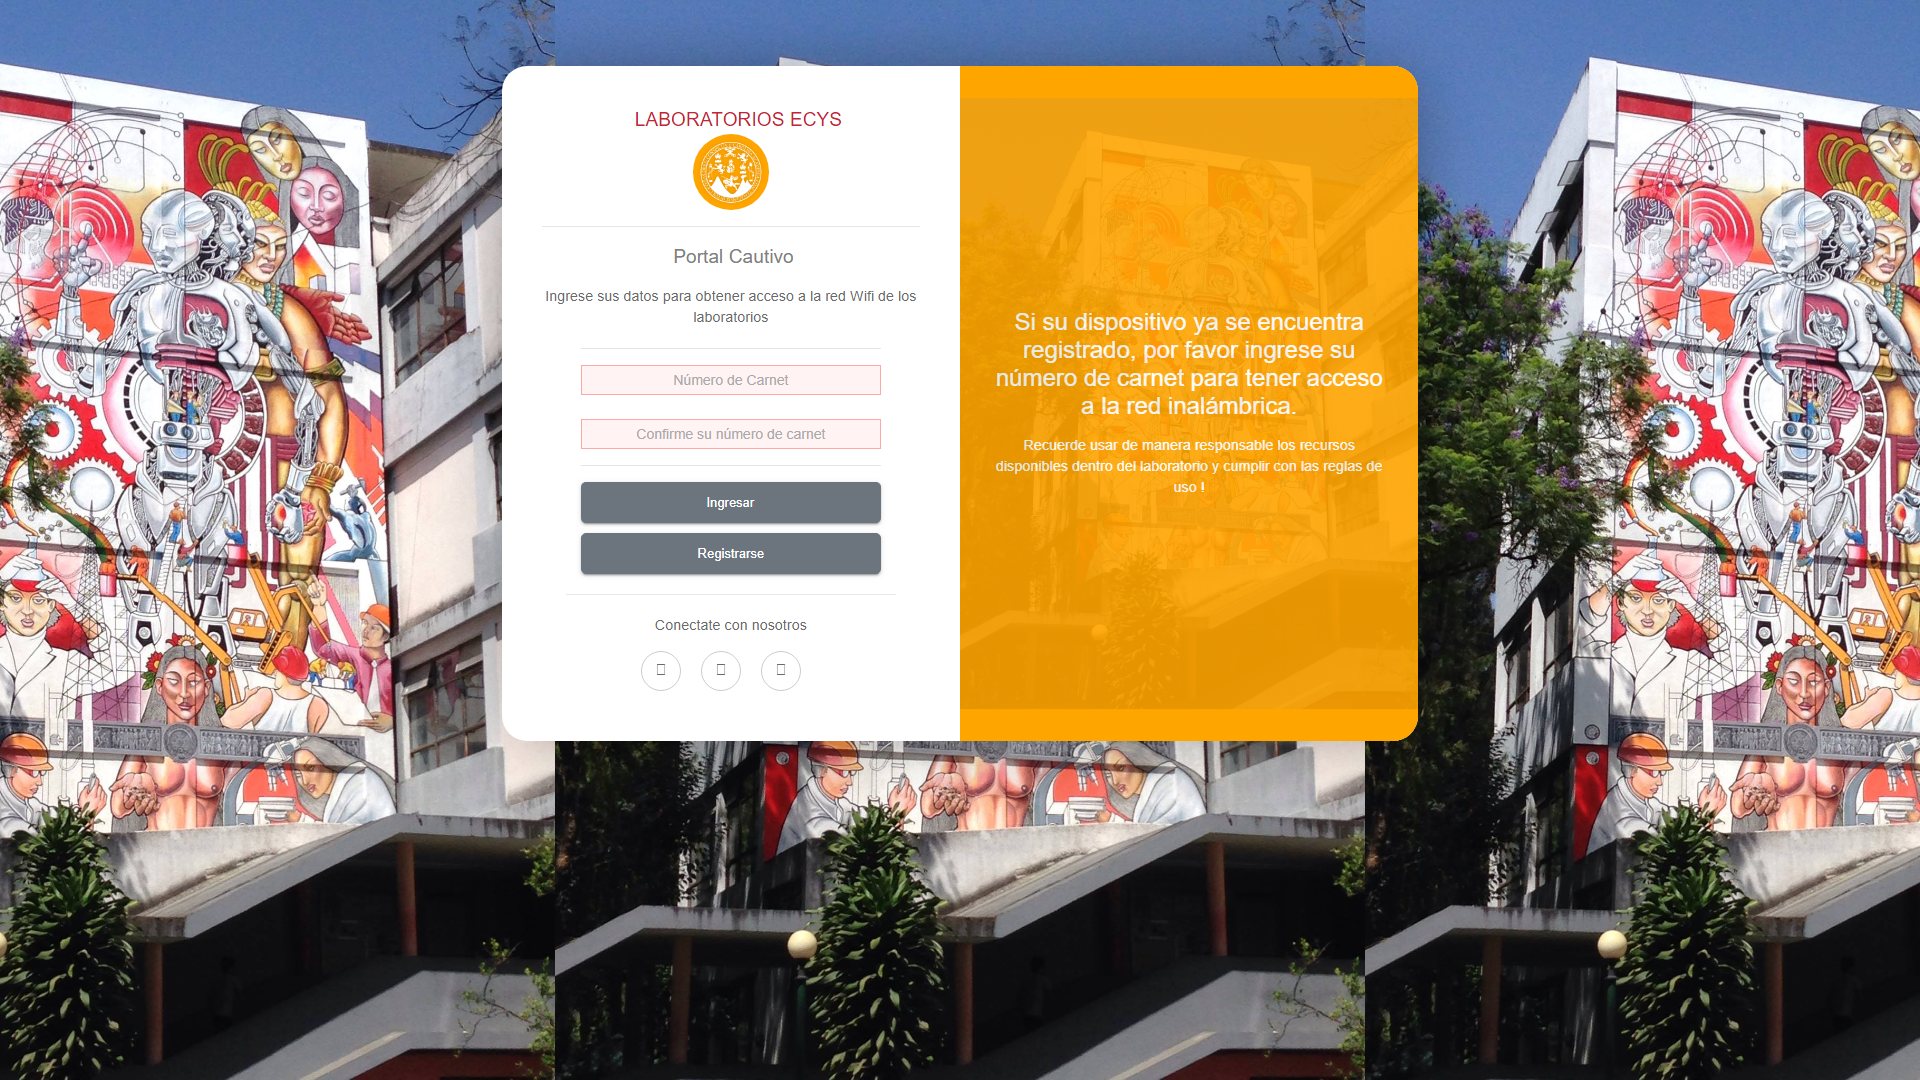 LABORATORIOS ECYS
Portal Cautivo
Ingrese sus datos para obtener acceso a la red Wifi de los
laboratorios
Número de Carnet
Confirme su número de carnet
Ingresar
Registrarse
Conectate con nosotros
Si su dispositivo ya se encuentra
registrado, por favor ingrese su
número de carnet para tener acceso
a la red inalámbrica.
Recuerde usar de manera responsable los recursos
disponibles dentro del laboratorio y cumplir con las reglas de
uso !